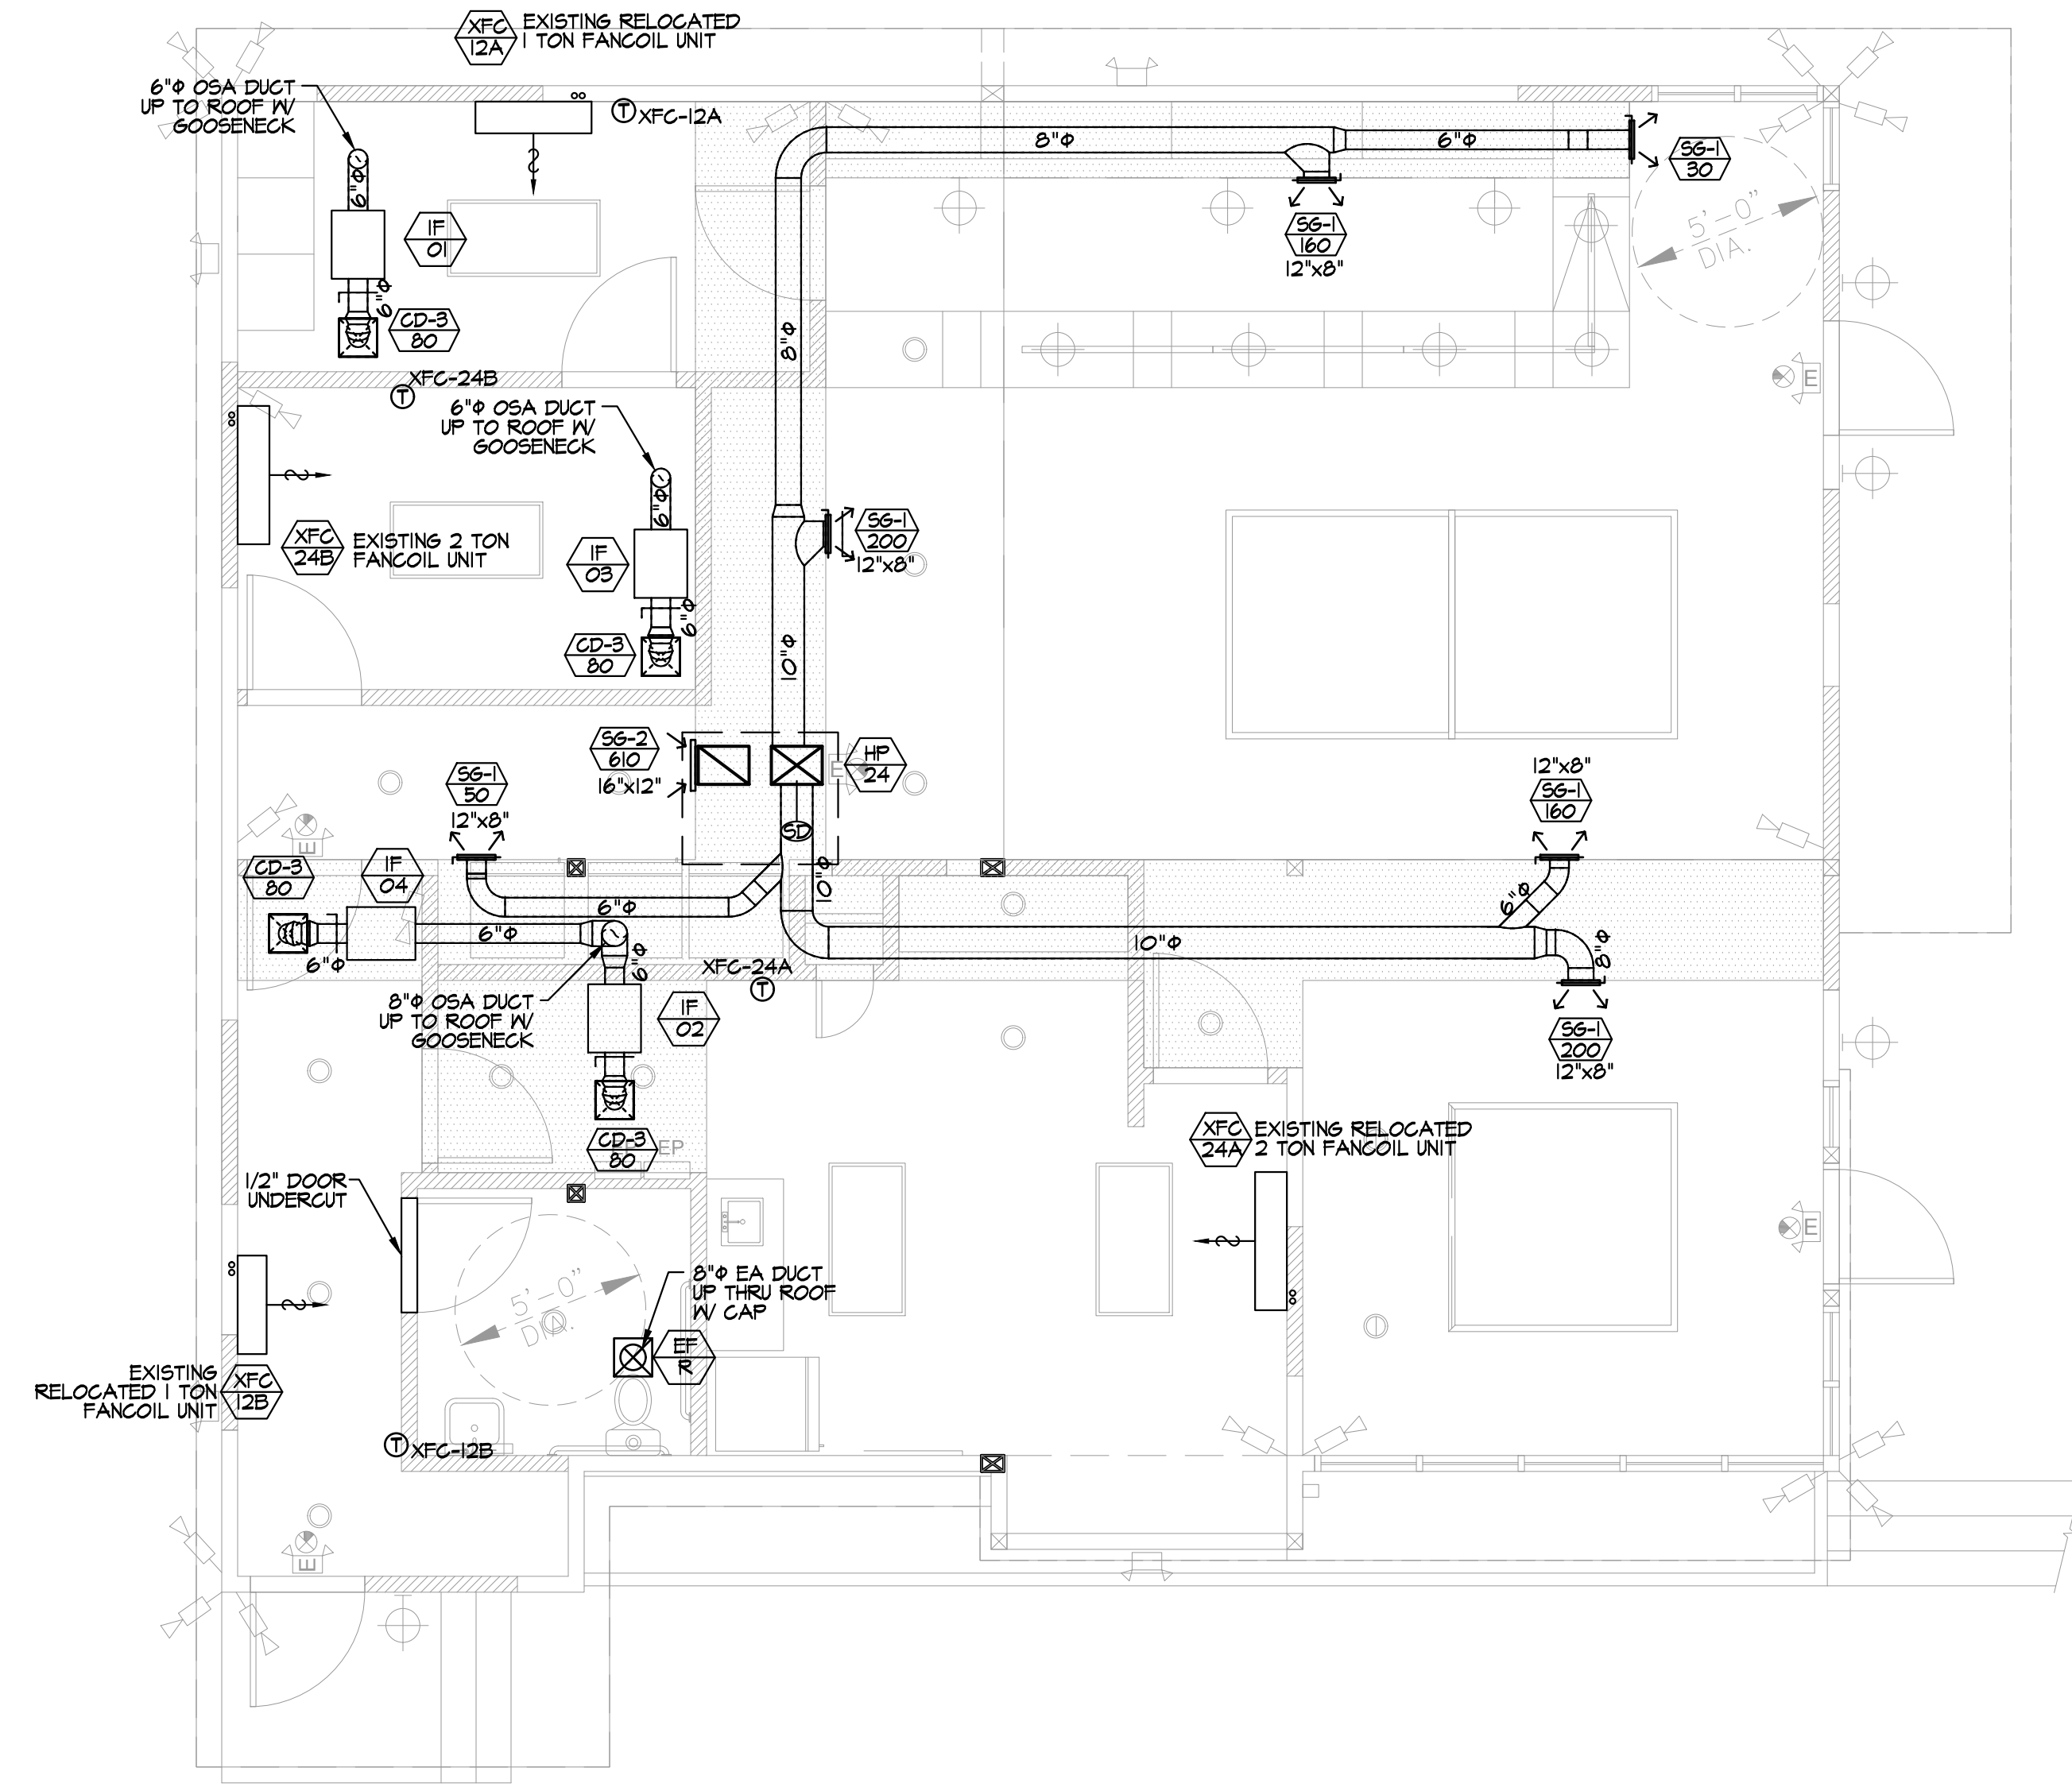 XFC
12A
EXISTING RELOCATED
1 TON FANCOIL UNIT
6"Φ OSA DUCT
UP TO ROOF W/
GOOSENECK
T XFC-12A
6"Φ
8"Φ
6"Φ
SG-1
30
IF
01
SG-1
160
12"x8"
5'-0"
DIA.
6"Φ
CD-3
80
8"Φ
XFC-24B
T
E
6"Φ OSA DUCT
UP TO ROOF W/
GOOSENECK
6"Φ
XFC
24B
EXISTING 2 TON
FANCOIL UNIT
IF
03
SG-1
200
12"x8"
6"Φ
CD-3
80
10"Φ
SG-2
610
16"x12"
E
HP
24
SG-1
50
12"x8"
12"x8"
SG-1
160
SD
E
CD-3
80
IF
04
10"Φ
6"Φ
6"Φ
6"Φ
6"Φ
6"Φ
10"Φ
8"Φ
XFC-24A
T
8"Φ OSA DUCT
UP TO ROOF W/
GOOSENECK
IF
02
SG-1
200
12"x8"
CD-3
80
EP
XFC
24A
EXISTING RELOCATED
2 TON FANCOIL UNIT
1/2" DOOR
UNDERCUT
E
5'-0"
DIA.
8"Φ EA DUCT
UP THRU ROOF
W/ CAP
EF
R
EXISTING
RELOCATED 1 TON
FANCOIL UNIT
XFC
12B
T XFC-12B
E